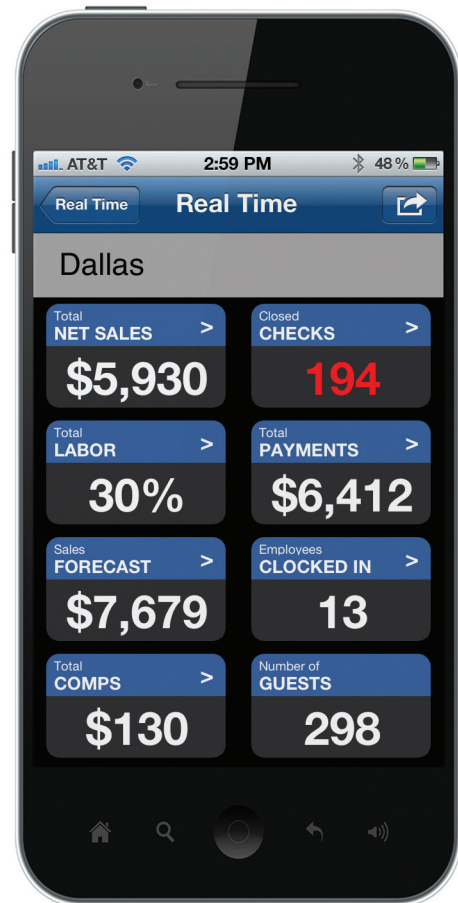 AT&T 2:59 PM 48 %
Real Time Real Time
Dallas
Total
NET SALES >
$5,930
Closed
CHECKS >
194
Total
LABOR >
30%
Total
PAYMENTS >
$6,412
Sales
FORECAST >
$7,679
Employees
CLOCKED IN >
13
Total
COMPS >
$130
Number of
GUESTS
298